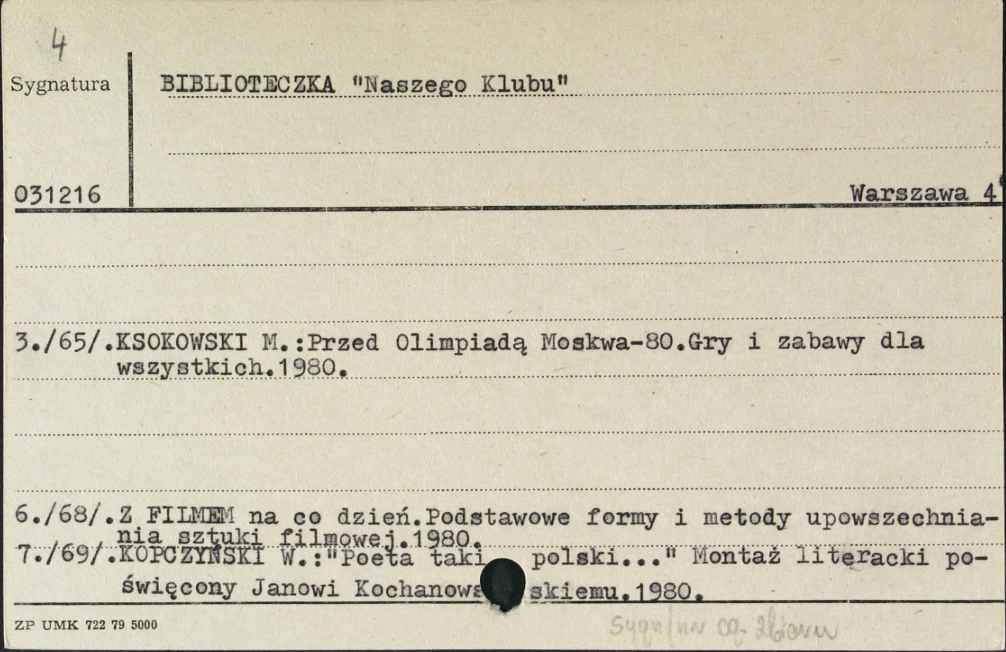 4
Sygnatura
BIBLIOTECZKA "Naszego Klubu"
031216
Warszawa 4
3./65/.KSOKOWSKI M.:Przed Olimpiadą Moskwa-80.Gry i zabawy dla
wszystkich.1980.
6./68/.Z FILMEM na co dzień.Podstawowe formy i metody upowszechnia-
nia sztuki filmowej.1980.
7./69/.KOPCZYŃSKI W.:"Poeta taki polski..." Montaż literacki po-
święcony Janowi Kochanowskiemu.1980.
ZP UMK 722 79 5000